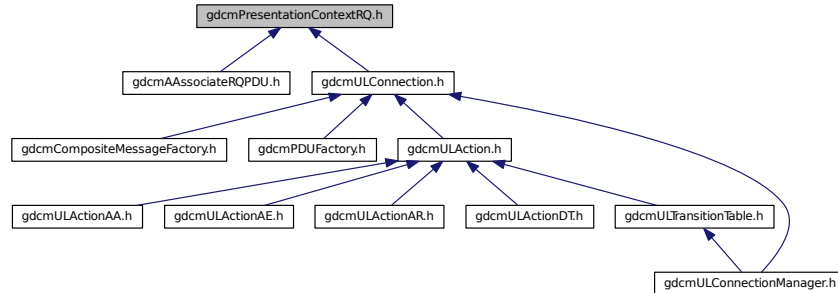 gdcmPresentationContextRQ.h
gdcmAAssociateRQPDU.h
gdcmULConnection.h
gdcmCompositeMessageFactory.h
gdcmPDUFactory.h
gdcmULAction.h
gdcmULActionAA.h
gdcmULActionAE.h
gdcmULActionAR.h
gdcmULActionDT.h
gdcmULTransitionTable.h
gdcmULConnectionManager.h